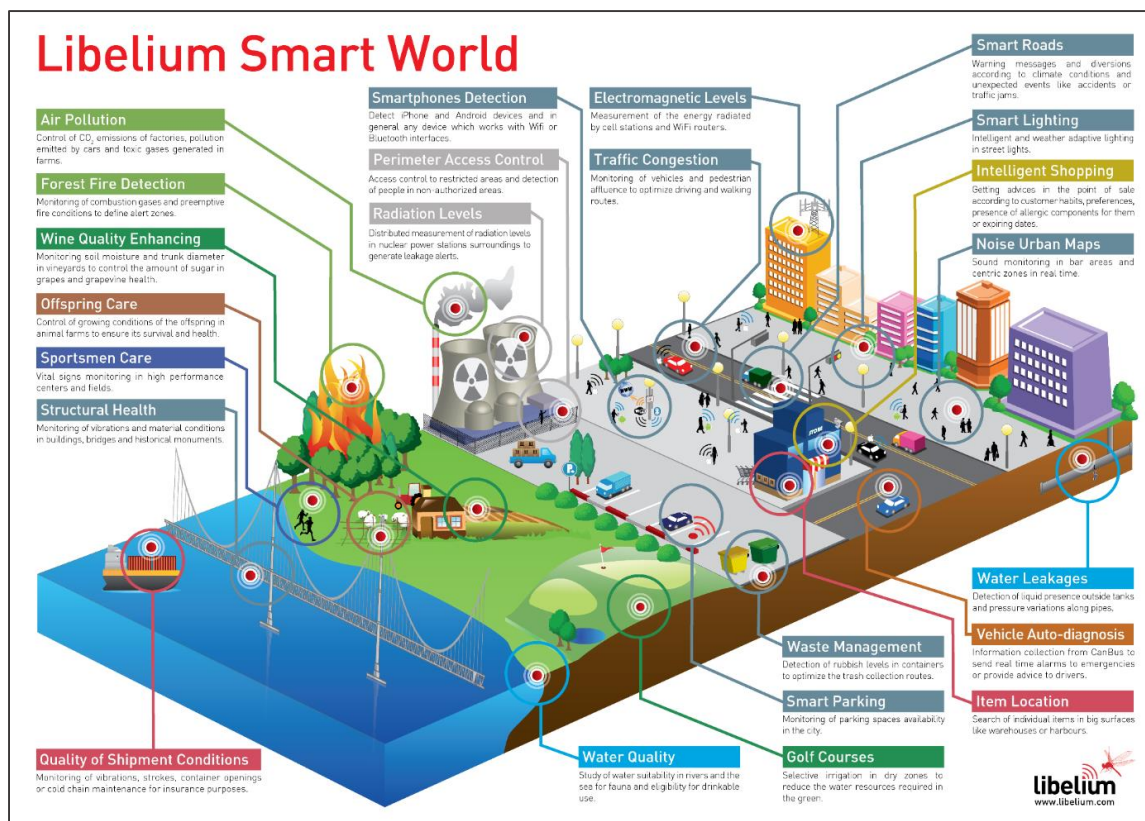 Libelium Smart World
Air Pollution
Control of CO2 emissions of factories, pollution
emitted by cars and toxic gases generated in
farms.
Forest Fire Detection
Monitoring of combustion gases and preemptive
fire conditions to define alert zones.
Wine Quality Enhancing
Monitoring soil moisture and trunk diameter
in vineyards to control the amount of sugar in
grapes and grapevine health.
Offspring Care
Control of growing conditions of the offspring in
animal farms to ensure its survival and health.
Sportsmen Care
Vital signs monitoring in high performance
centers and fields.
Structural Health
Monitoring of vibrations and material conditions
in buildings, bridges and historical monuments.
Quality of Shipment Conditions
Monitoring of vibrations, strokes, container openings
or cold chain maintenance for insurance purposes.
Smartphones Detection
Detect iPhone and Android devices and in
general any device which works with Wifi or
Bluetooth interfaces.
Perimeter Access Control
Access control to restricted areas and detection
of people in non-authorized areas.
Radiation Levels
Distributed measurement of radiation levels
in nuclear power stations surroundings to
generate leakage alerts.
Electromagnetic Levels
Measurement of the energy radiated
by cell stations and WiFi routers.
Traffic Congestion
Monitoring of vehicles and pedestrian
affluence to optimize driving and walking
routes.
Smart Roads
Warning messages and diversions
according to climate conditions and
unexpected events like accidents or
traffic jams.
Smart Lighting
Intelligent and weather adaptive lighting
in street lights.
Intelligent Shopping
Getting advices in the point of sale
according to customer habits, preferences,
presence of allergic components for them
or expiring dates.
Noise Urban Maps
Sound monitoring in bar areas and
centric zones in real time.
Water Leakages
Detection of liquid presence outside tanks
and pressure variations along pipes.
Vehicle Auto-diagnosis
Information collection from CanBus to
send real time alarms to emergencies
or provide advice to drivers.
Item Location
Search of individual items in big surfaces
like warehouses or harbours.
Waste Management
Detection of rubbish levels in containers
to optimize the trash collection routes.
Smart Parking
Monitoring of parking spaces availability
in the city.
Golf Courses
Selective irrigation in dry zones to
reduce the water resources required in
the green.
Water Quality
Study of water suitability in rivers and the
sea for fauna and eligibility for drinkable
use.
P
libelium
www.libelium.com